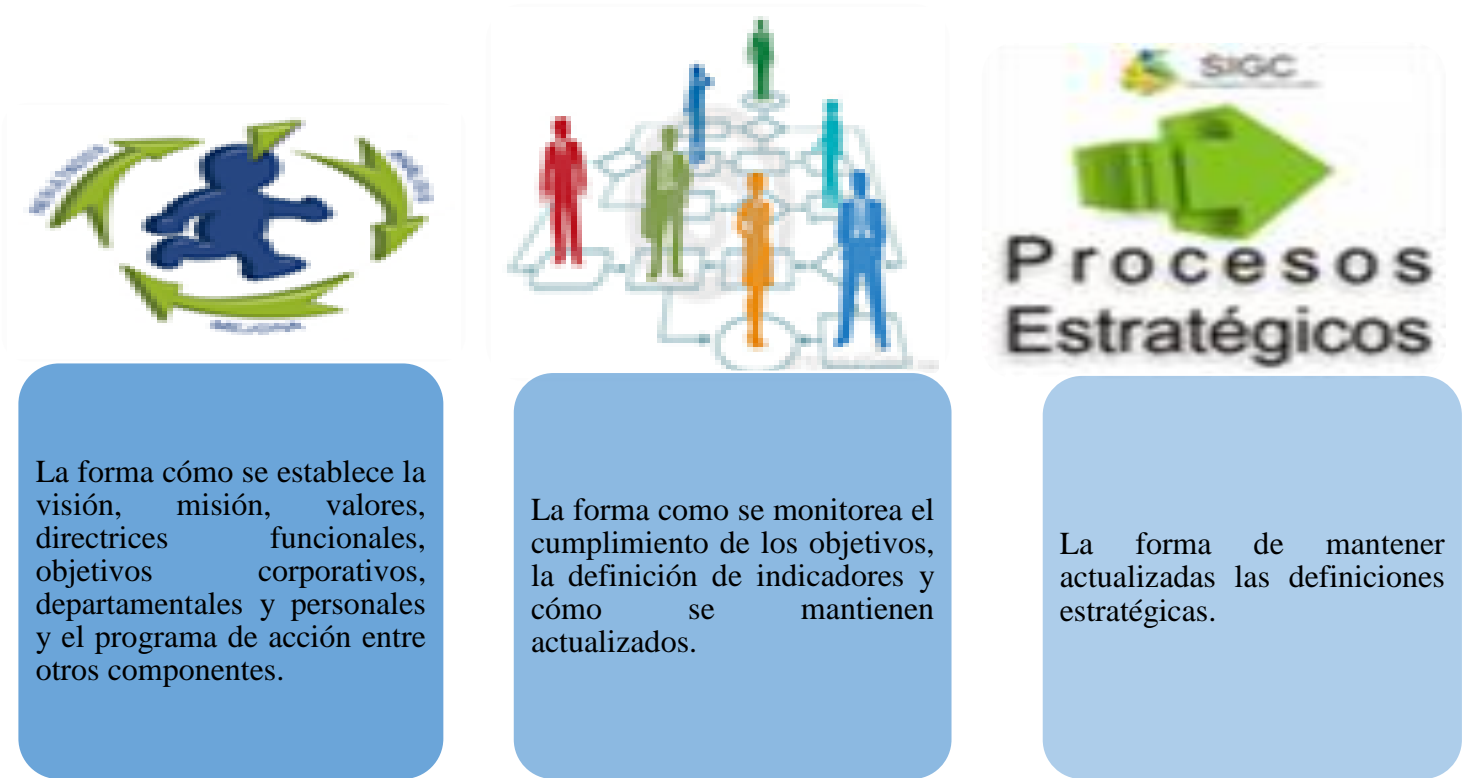 MEJORA
SIGC
Procesos
Estratégicos
La forma cómo se establece la
visión, misión, valores,
directrices funcionales,
objetivos corporativos,
departamentales y personales
y el programa de acción entre
otros componentes.
La forma como se monitorea el
cumplimiento de los objetivos,
la definición de indicadores y
cómo se mantienen
actualizados.
La forma de mantener
actualizadas las definiciones
estratégicas.